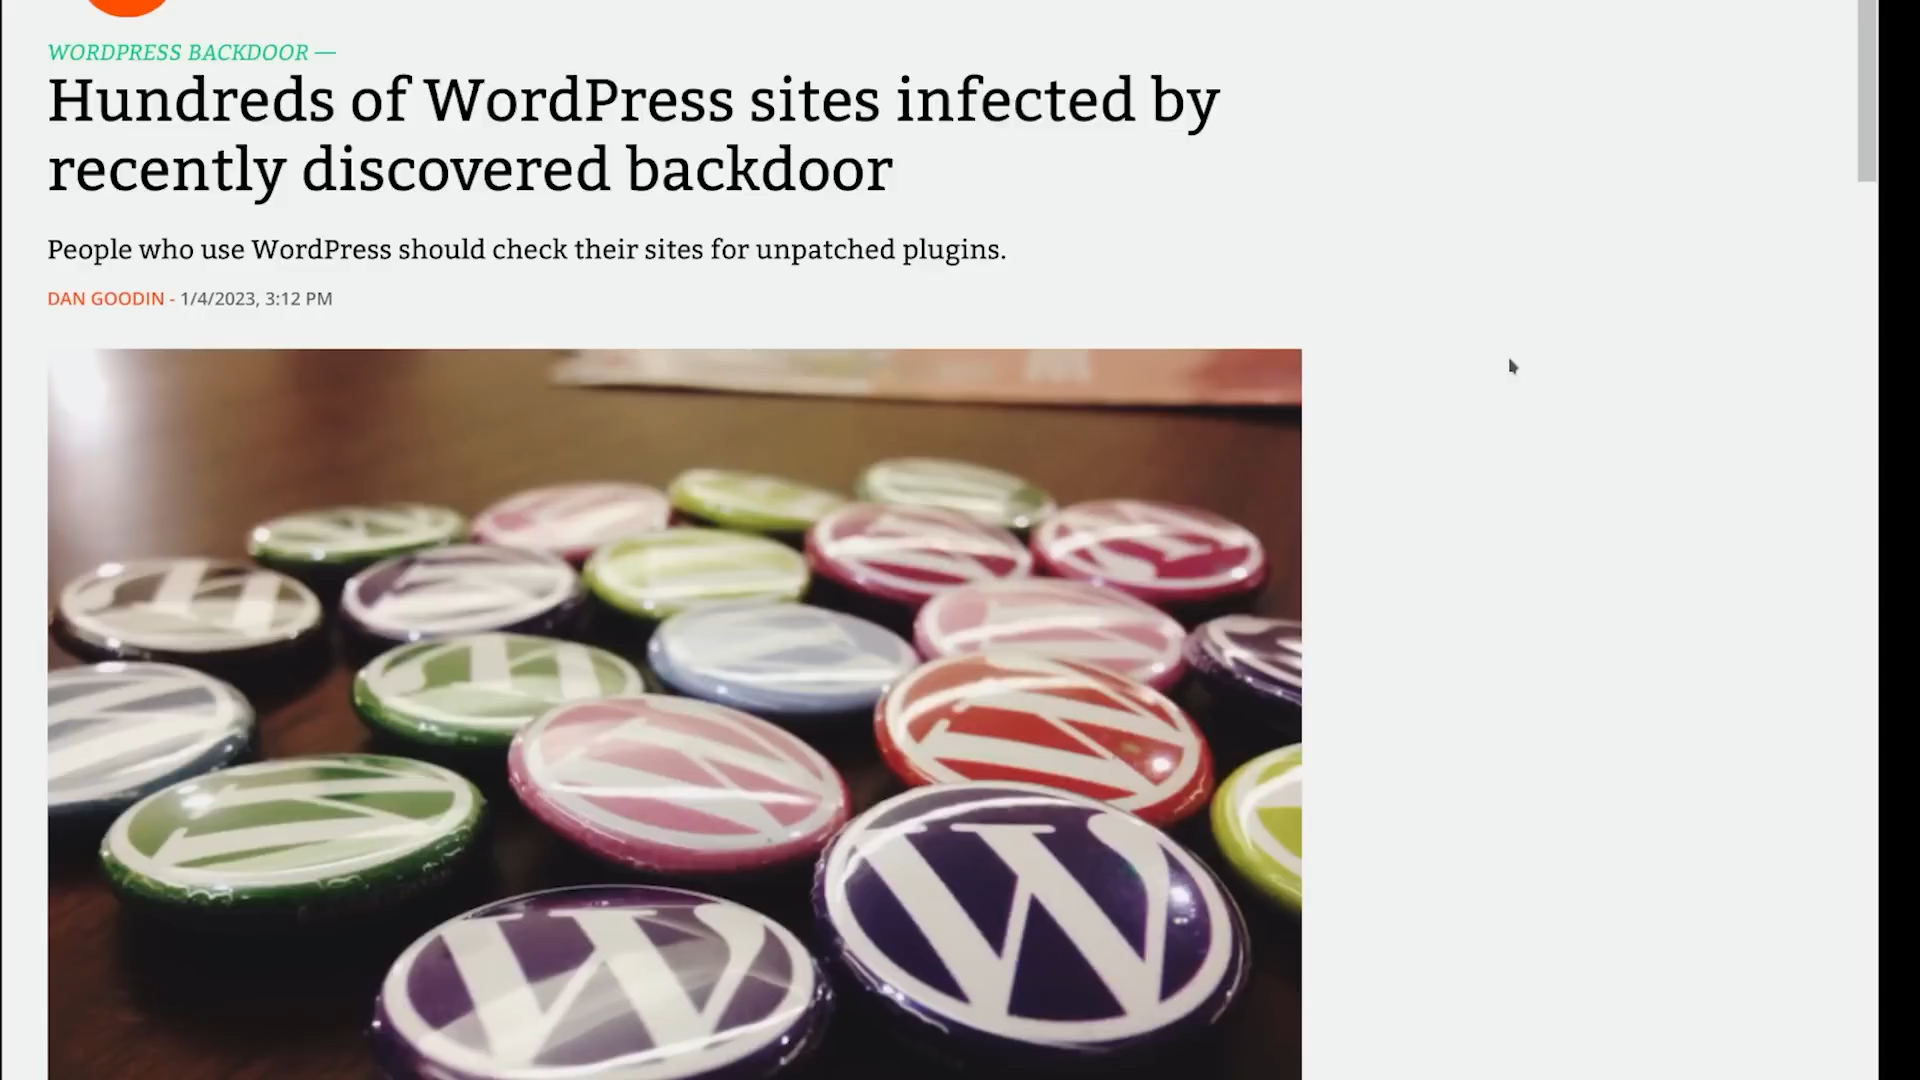 WORDPRESS BACKDOOR —
Hundreds of WordPress sites infected by
recently discovered backdoor
People who use WordPress should check their sites for unpatched plugins.
DAN GOODIN - 1/4/2023, 3:12 PM